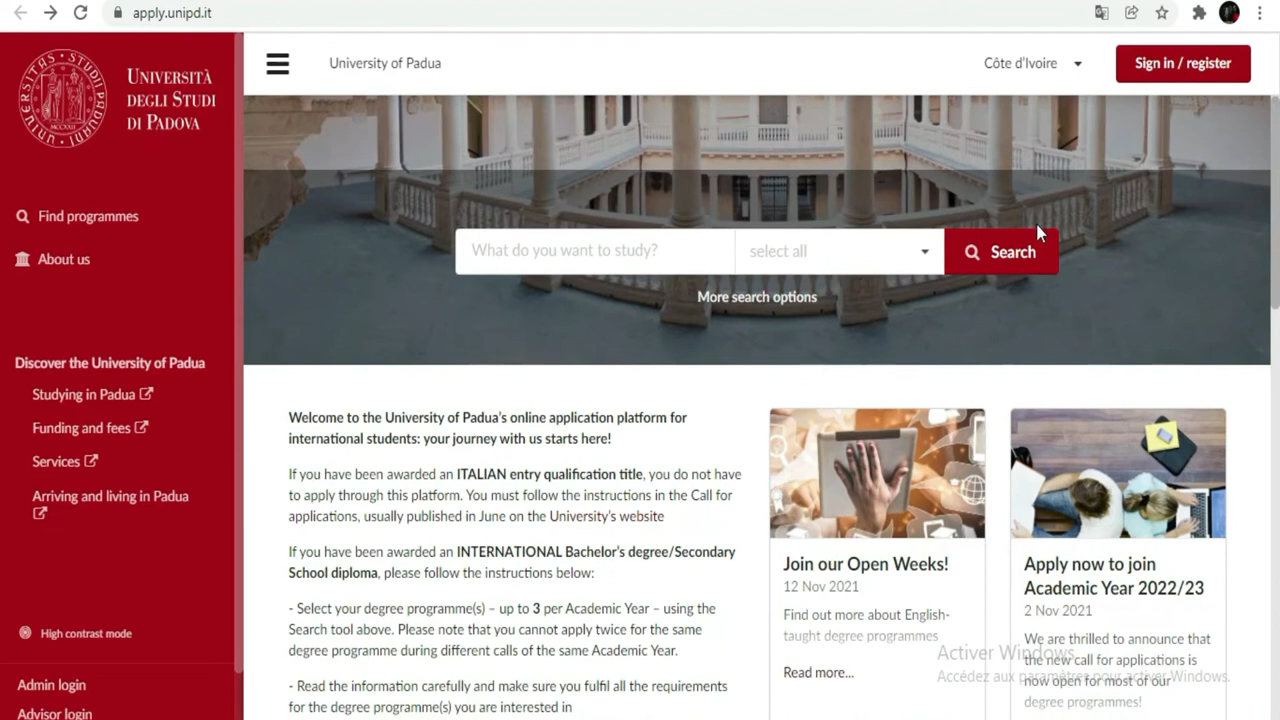 apply.unipd.it
UNIVERSITÀ
DEGLI STUDI
DI PADOVA
University of Padua
Côte d'Ivoire
Sign in / register
Find programmes
About us
What do you want to study?
select all
Search
More search options
Discover the University of Padua
Studying in Padua
Funding and fees
Services
Arriving and living in Padua
High contrast mode
Admin login
Advisor login
Welcome to the University of Padua's online application platform for
international students: your journey with us starts here!
If you have been awarded an ITALIAN entry qualification title, you do not have
to apply through this platform. You must follow the instructions in the Call for
applications, usually published in June on the University's website
If you have been awarded an INTERNATIONAL Bachelor's degree/Secondary
School diploma, please follow the instructions below:
- Select your degree programme(s) – up to 3 per Academic Year – using the
Search tool above. Please note that you cannot apply twice for the same
degree programme during different calls of the same Academic Year.
- Read the information carefully and make sure you fulfil all the requirements
for the degree programme(s) you are interested in
Join our Open Weeks!
12 Nov 2021
Find out more about English-
taught degree programmes
Read more...
Apply now to join
Academic Year 2022/23
2 Nov 2021
We are thrilled to announce that
the new call for applications is
now open for most of our
degree programmes!
Activer Windows
Accédez aux paramètres pour activer Windows.